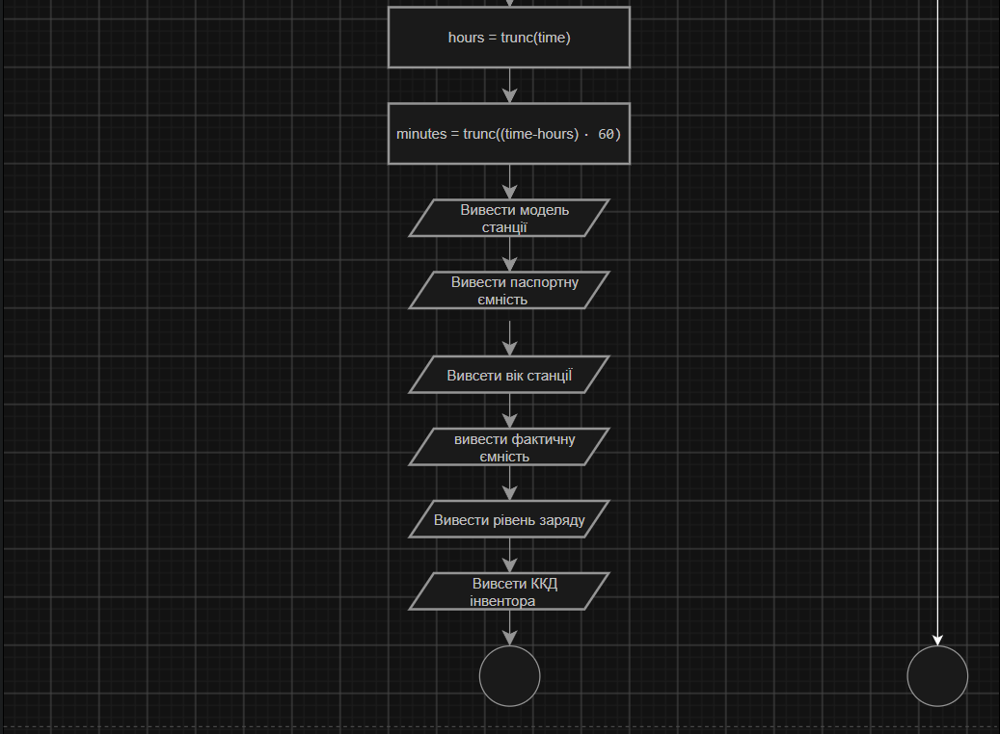 hours = trunc(time)
minutes = trunc((time-hours) · 60)
Вивести модель
станції
Вивести паспортну
ємність
Вивсети вік станціЇ
вивести фактичну
ємність
Вивести рівень заряду
Вивсети ККД
інвентора